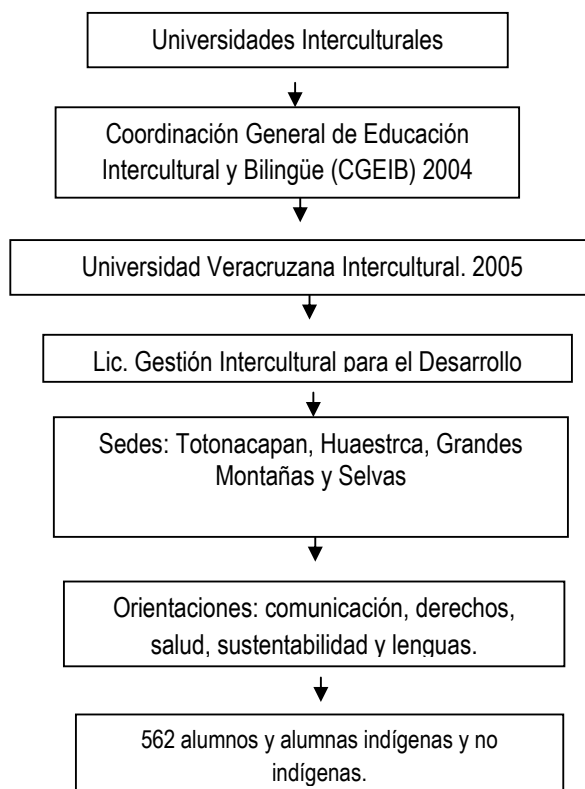 Universidades Interculturales
Coordinación General de Educación
Intercultural y Bilingüe (CGEIB) 2004
Universidad Veracruzana Intercultural. 2005
Lic. Gestión Intercultural para el Desarrollo
Sedes: Totonacapan, Huaestrca, Grandes
Montañas y Selvas
Orientaciones: comunicación, derechos,
salud, sustentabilidad y lenguas.
562 alumnos y alumnas indígenas y no
indígenas.